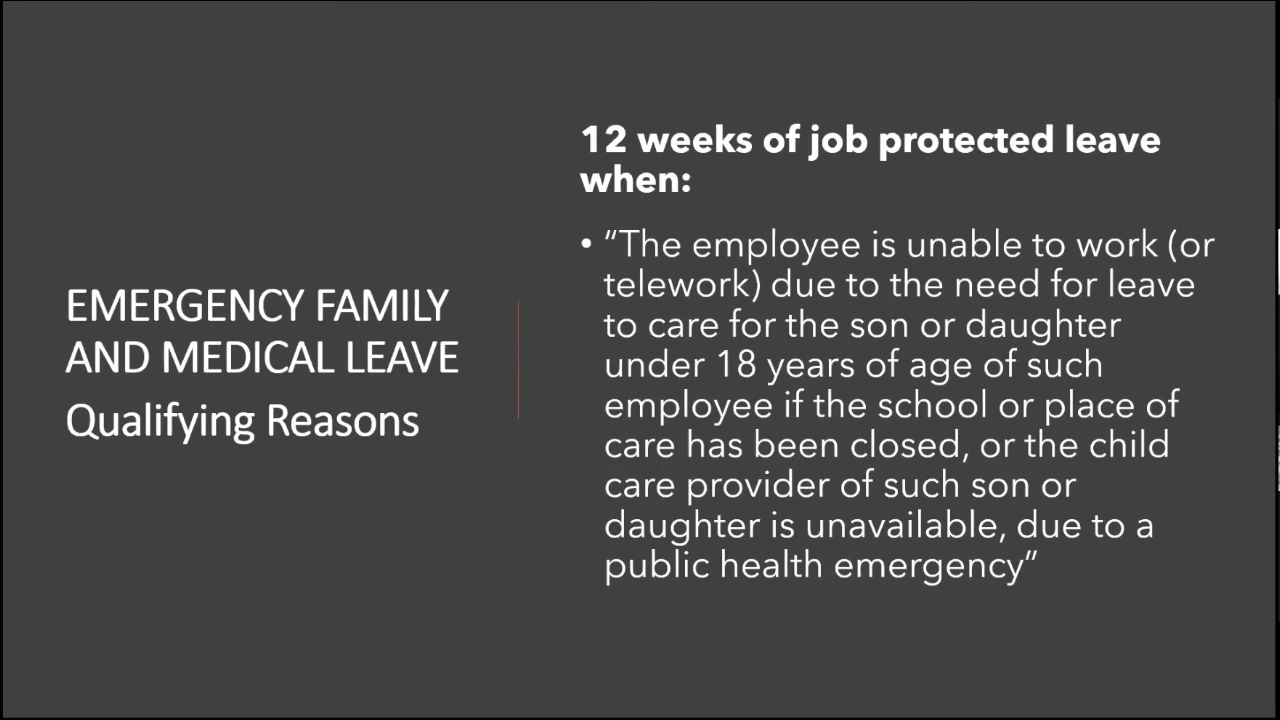 EMERGENCY FAMILY
AND MEDICAL LEAVE
Qualifying Reasons
12 weeks of job protected leave
when:
• “The employee is unable to work (or
telework) due to the need for leave
to care for the son or daughter
under 18 years of age of such
employee if the school or place of
care has been closed, or the child
care provider of such son or
daughter is unavailable, due to a
public health emergency”